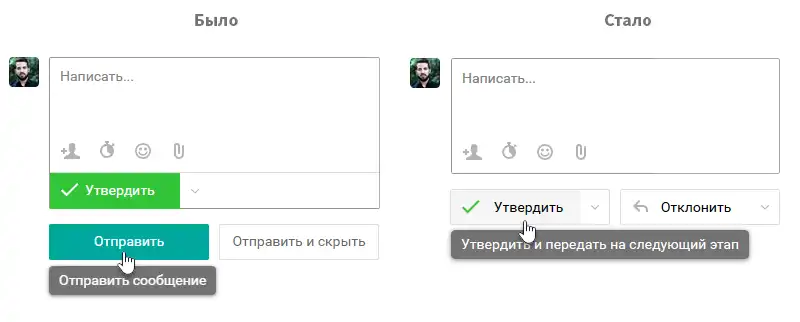 Было
Написать...
Утвердить
Отправить
Отправить и скрыть
Отправить сообщение
Стало
Написать...
Утвердить
Отклонить
Утвердить и передать на следующий этап